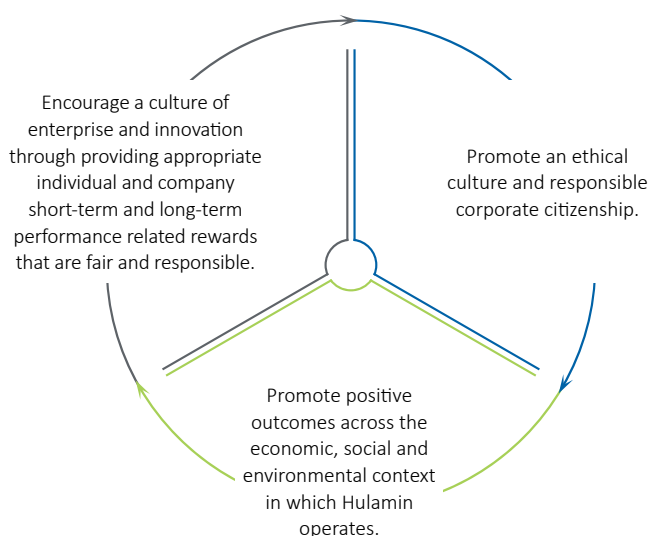 Encourage a culture of
enterprise and innovation
through providing appropriate
individual and company
short-term and long-term
performance related rewards
that are fair and responsible.
Promote an ethical
culture and responsible
corporate citizenship.
Promote positive
outcomes across the
economic, social and
environmental context
in which Hulamin
operates.